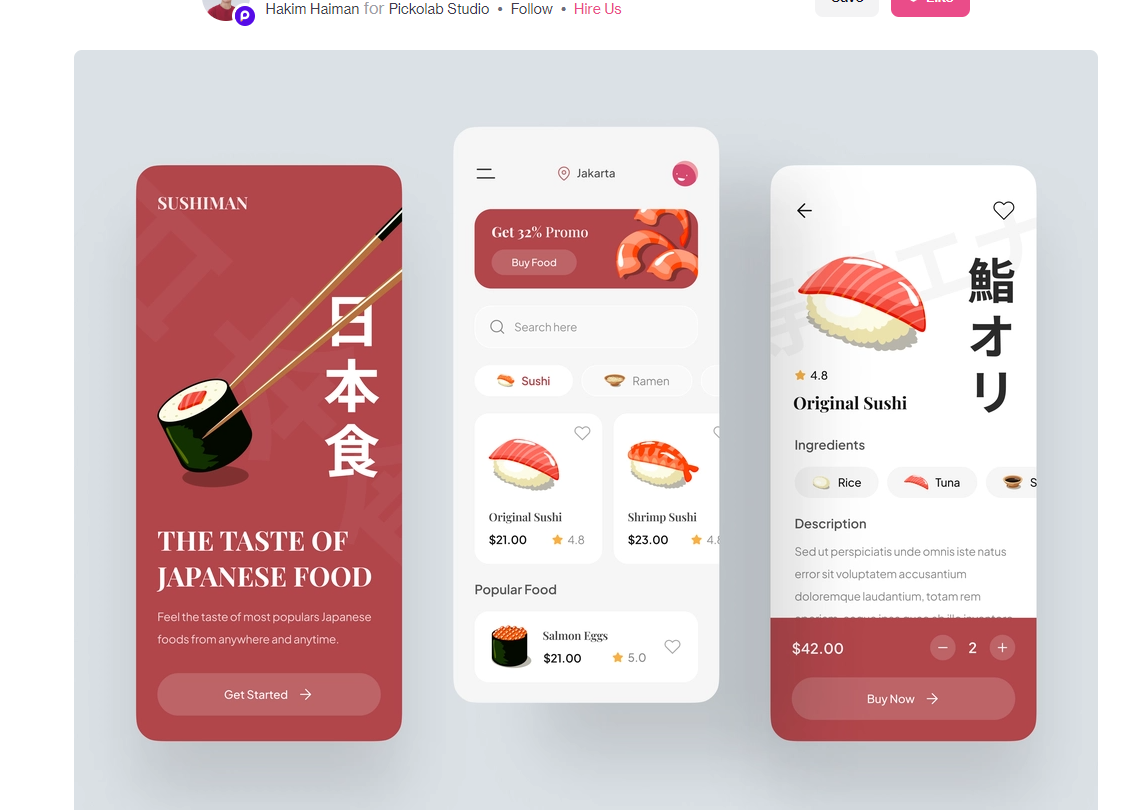 Hakim Haiman for Pickolab Studio • Follow • Hire Us
SUSHIMAN
日本食
THE TASTE OF
JAPANESE FOOD
Feel the taste of most populars Japanese
foods from anywhere and anytime.
Get Started
Jakarta
Get 32% Promo
Buy Food
Search here
Sushi
Ramen
Original Sushi
$21.00
4.8
Shrimp Sushi
$23.00
4.8
Popular Food
Salmon Eggs
$21.00
5.0
鮨オリ
4.8
Original Sushi
Ingredients
Rice
Tuna
S
Description
Sed ut perspiciatis unde omnis iste natus
error sit voluptatem accusantium
doloremque laudantium, totam rem
$42.00
2
Buy Now